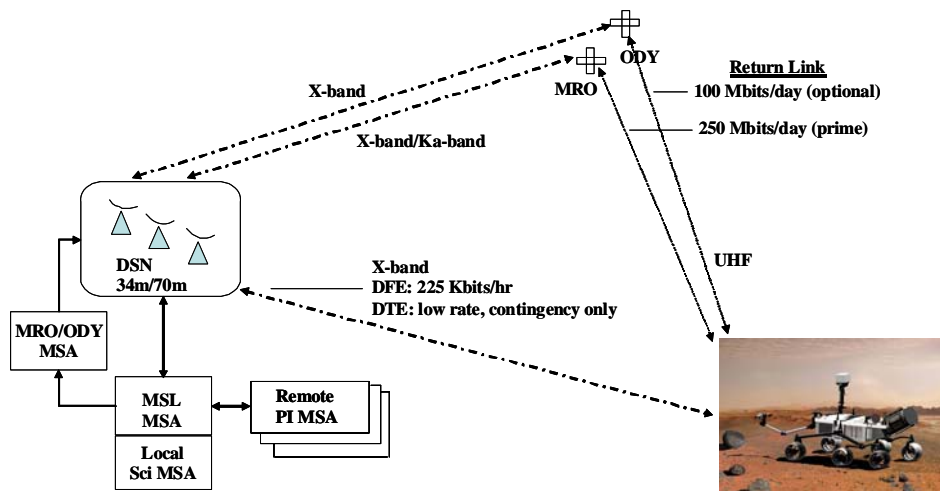 ODY
MRO
Return Link
100 Mbits/day (optional)
250 Mbits/day (prime)
X-band
X-band/Ka-band
UHF
DSN
34m/70m
X-band
DFE: 225 Kbits/hr
DTE: low rate, contingency only
MRO/ODY
MSA
MSL
MSA
Local
Sci MSA
Remote
PI MSA